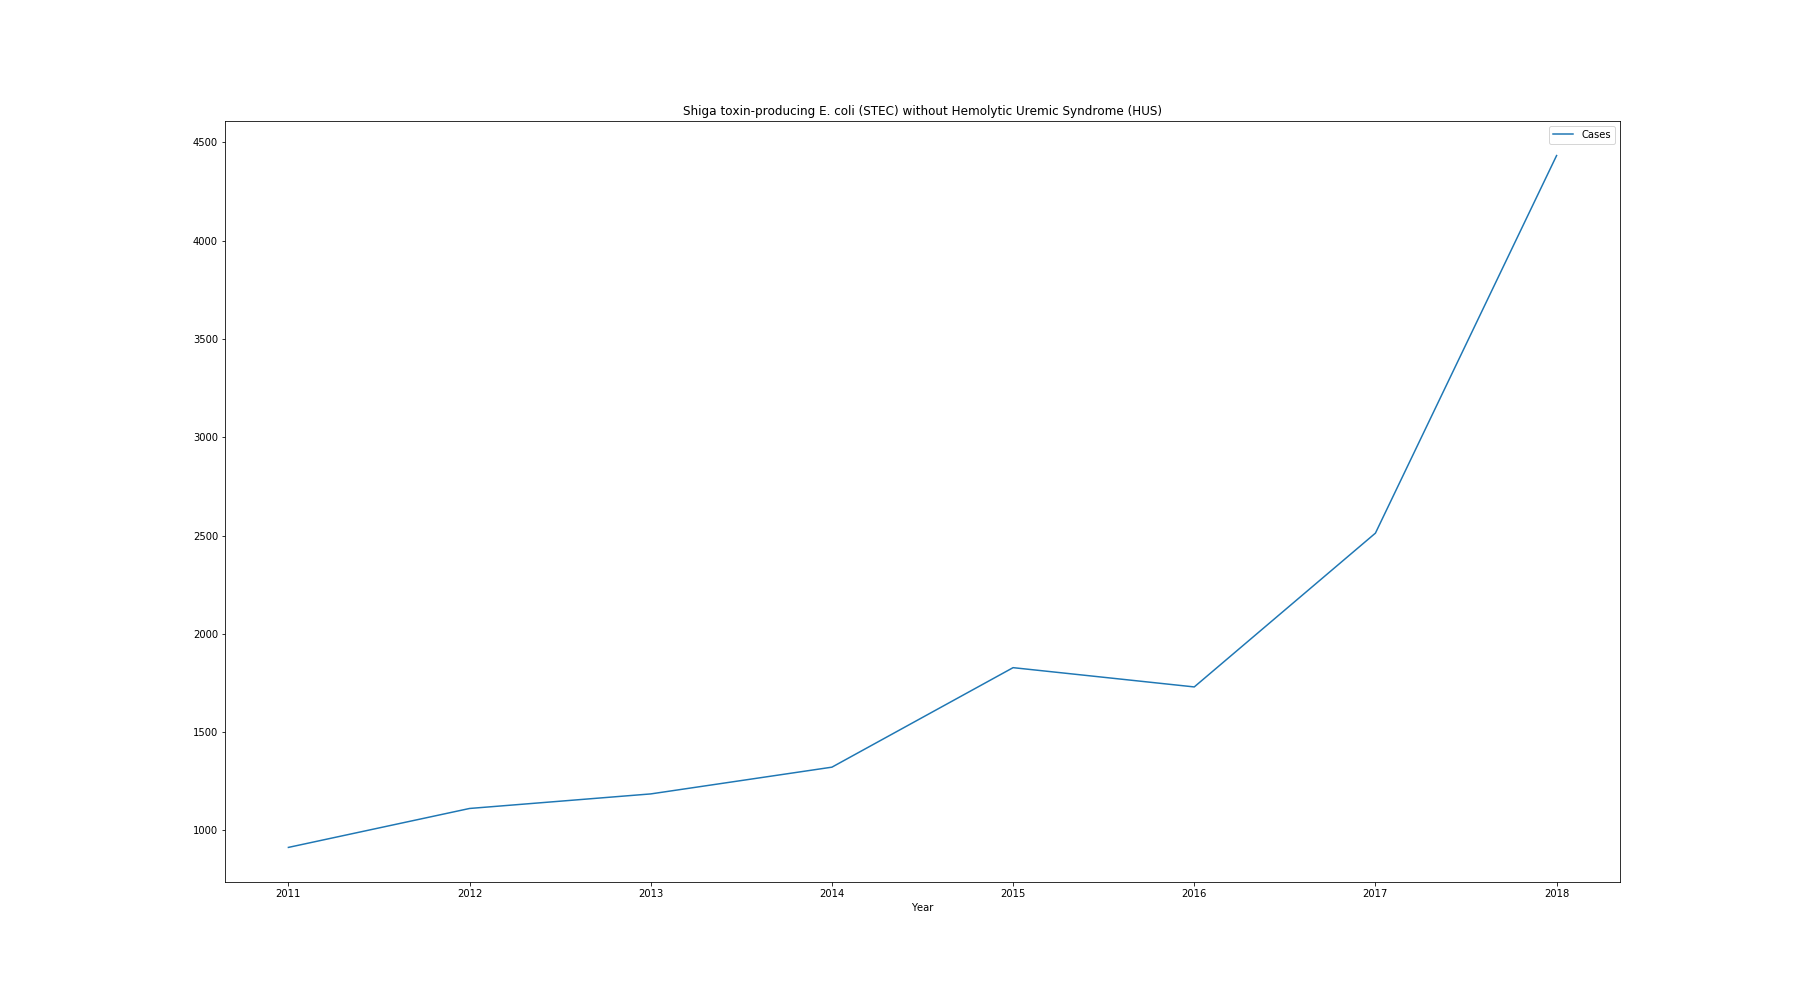 Shiga toxin-producing E. coli (STEC) without Hemolytic Uremic Syndrome (HUS)
Cases
4500
4000
3500
3000
2500
2000
1500
1000
2011 2012 2013 2014 2015 2016 2017 2018
Year